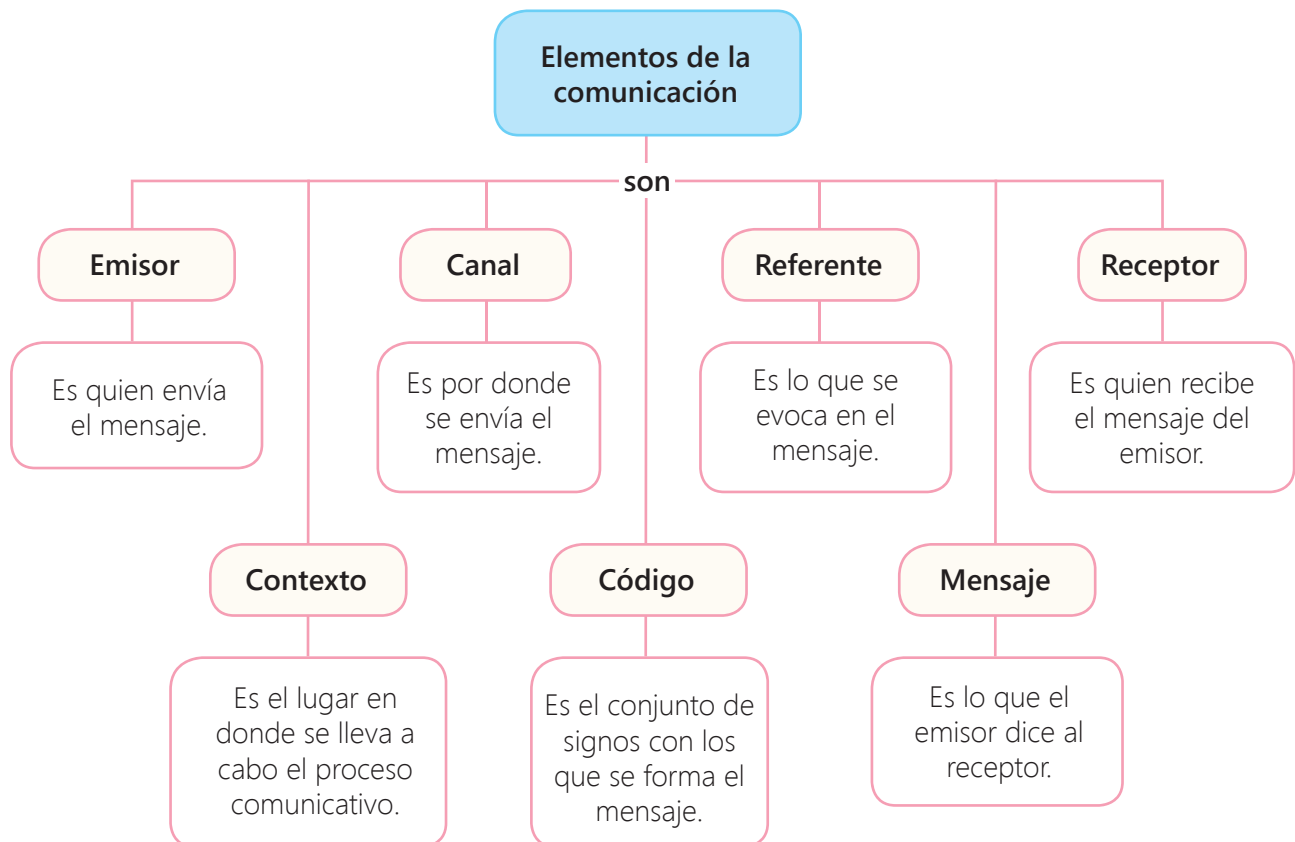 Elementos de la
comunicación
son
Emisor
Canal
Referente
Receptor
Es quien envía
el mensaje.
Es por donde
se envía el
mensaje.
Es lo que se
evoca en el
mensaje.
Es quien recibe
el mensaje del
emisor.
Contexto
Código
Mensaje
Es el lugar en
donde se lleva a
cabo el proceso
comunicativo.
Es el conjunto de
signos con los
que se forma el
mensaje.
Es lo que el
emisor dice al
receptor.